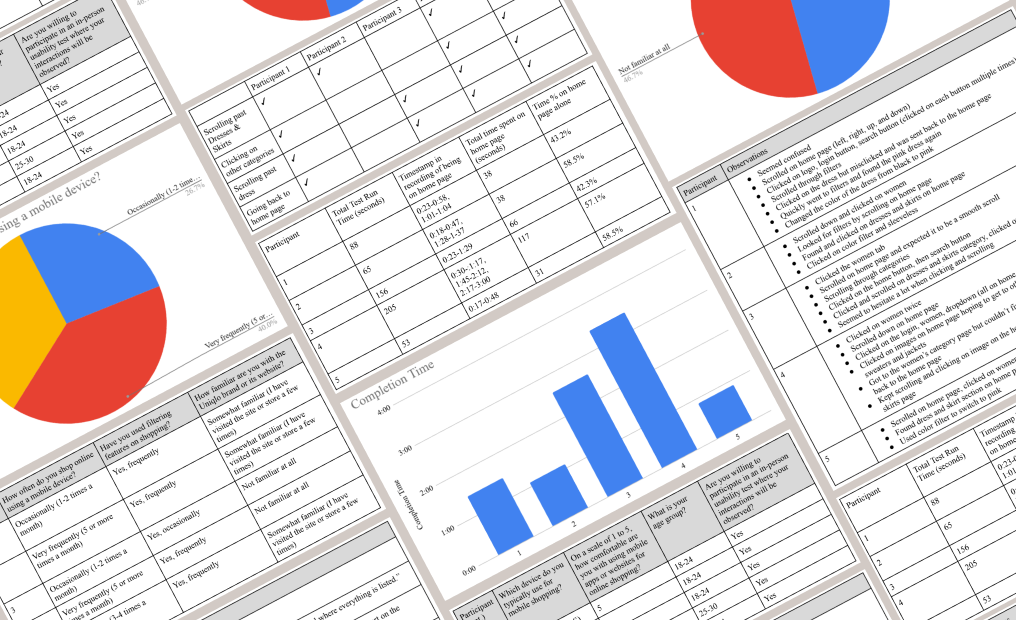 Are you willing to
participate in an in-person
usability test where your
interactions will be
observed?
Yes
Yes
Yes
Yes
Yes
18-24
25-30
18-24
Participant 1
Participant 2
Participant 3
Scrolling past
Dresses &
Skirts
Clicking on
other categories
Scrolling past
dress
Going back to
home page
✓
✓
✓
✓
✓
✓
✓
✓
✓
✓
✓
✓
✓
Participant
Total Test Run
Time (seconds)
Timestamp in
recording of being
on home page
Total time spent on
home page
(seconds)
Time % on home
page alone
1
88
0:23-0:58,
1:01-1:04
38
43.2%
2
65
0:18-0:47,
1:28-1:37
38
58.5%
3
156
0:23-1:29
66
42.3%
4
205
0:30-.1:17,
1:45-2:12,
2:17-3:00
117
57.1%
5
53
0:17-0:48
31
58.5%
Not familiar at all
46.7%
using a mobile device?
Occasionally (1-2 time…
26.7%
Very frequently (5 or…
40.0%
How often do you shop online
using a mobile device?
Have you used filtering
features on shopping?
How familiar are you with the
Uniqlo brand or its website?
Occasionally (1-2 times a
month)
Yes, frequently
Somewhat familiar (I have
visited the site or store a few
times)
Very frequently (5 or more
times a month)
Yes, frequently
Somewhat familiar (I have
visited the site or store a few
times)
Occasionally (1-2 times a
month)
Yes, occasionally
Not familiar at all
3
Very frequently (5 or more
times a month)
Yes, frequently
Not familiar at all
(3-4 times a
Yes, frequently
Somewhat familiar (I have
visited the site or store a few
times)
where everything is listed."
Completion Time
4:00
3:00
2:00
1:00
0:00
Completion Time
1
2
3
4
5
Participant
Which device do you
typically use for
mobile shopping?
On a scale of 1 to 5,
how comfortable are
you with using mobile
apps or websites for
online shopping?
What is your
age group?
Are you willing to
participate in an in-person
usability test where your
interactions will be
observed?
5
18-24
18-24
18-24
25-30
Yes
Yes
Yes
Yes
Participant
Observations
1
● Seemed confused
● Scrolled on home page (left, right, up, and down)
● Clicked on logo, login button, search button (clicked on each button multiple times)
● Scrolled through filters
● Clicked on the dress but misclicked and was sent back to the home page
● Quickly went to filters and found the pink dress again
● Changed the color of the dress from black to pink
2
● Scrolled down and clicked on women
● Looked for filters by scrolling on home page
● Found and clicked on dresses and skirts on home page
● Clicked on color filter and sleeveless
3
● Clicked the women tab
● Scrolled on home page and expected it to be a smooth scroll
● Scrolling through categories
● Clicked on the home button, then search button
● Clicked and scrolled on dresses and skirts category, clicked
● Seemed to hesitate a lot when clicking and scrolling
4
● Clicked on women twice
● Scrolled down on home page
● Clicked on the login, women, dropdown (all on home
● Clicked on images on home page hoping to get to
sweaters and jackets
● Got to the women's category page but couldn't
back to the home page
● Kept scrolling and clicking on image on the
skirts page
5
● Scrolled on home page, clicked on women
● Found dress and skirt section on home
● Used color filter to switch to pink
Participant
Total Test Run
Time (seconds)
Timestamp
recording
on home
1
88
2
65
3
156
4
205
53